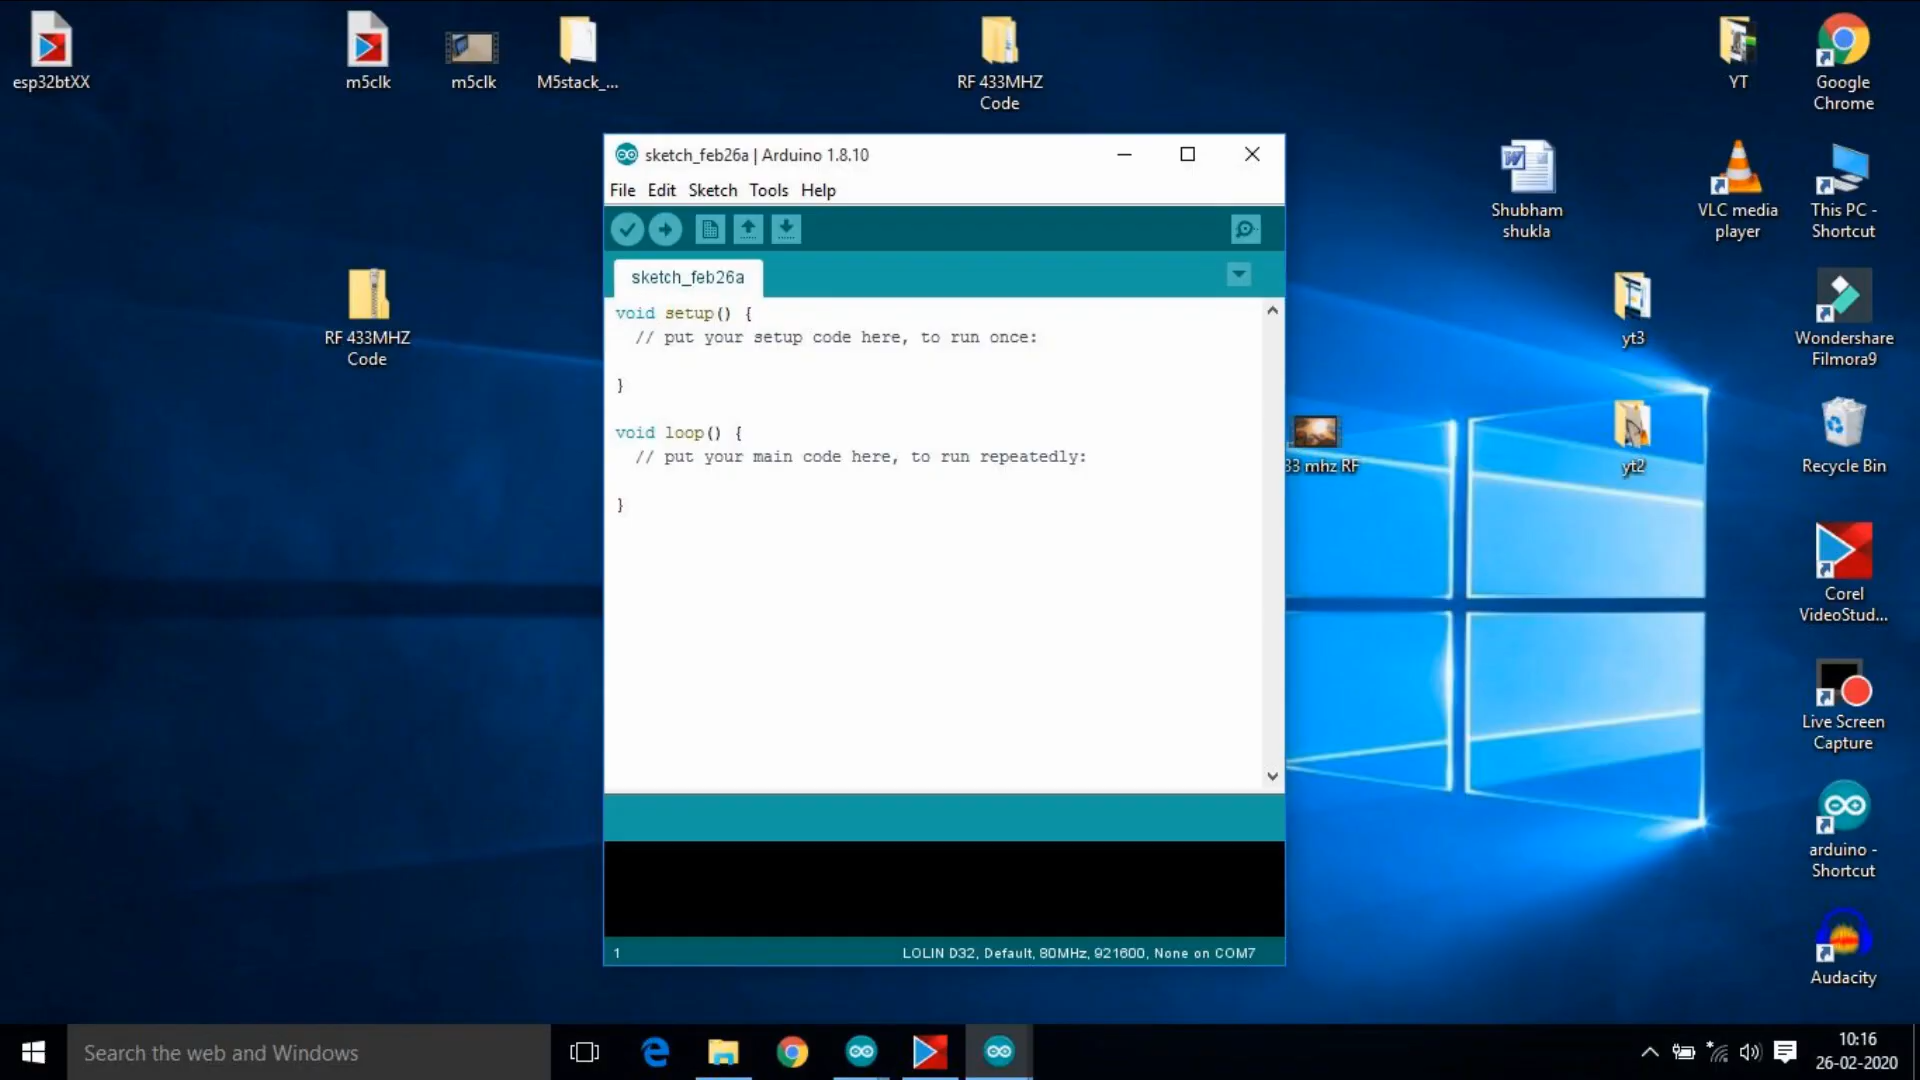 esp32btXX
m5clk
m5clk
M5stack_...
RF 433MHZ
Code
YT
Google
Chrome
sketch_feb26a | Arduino 1.8.10
File Edit Sketch Tools Help
Shubham
shukla
VLC media
player
This PC -
Shortcut
sketch_feb26a
void setup() {
// put your setup code here, to run once:
}
void loop() {
// put your main code here, to run repeatedly:
}
RF 433MHZ
Code
yt3
Wondershare
Filmora9
33 mhz RF
yt2
Recycle Bin
Corel
VideoStud...
Live Screen
Capture
arduino -
Shortcut
Audacity
1
LOLIN D32, Default, 80MHz, 921600, None on COM7
Search the web and Windows
10:16
26-02-2020